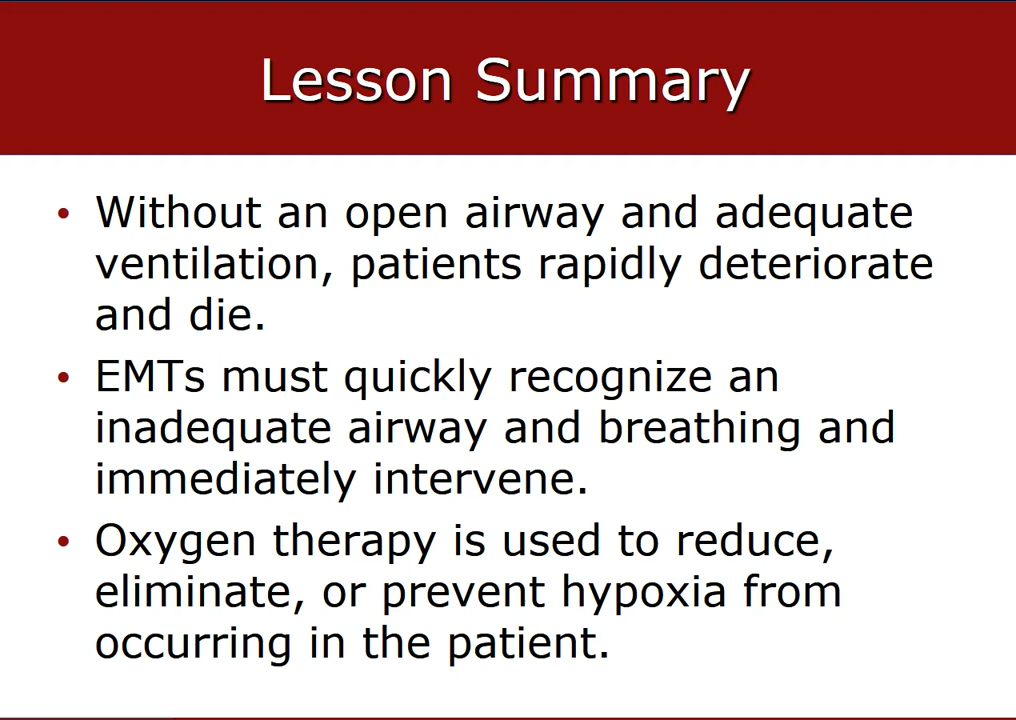 Lesson Summary
• Without an open airway and adequate
ventilation, patients rapidly deteriorate
and die.
• EMTs must quickly recognize an
inadequate airway and breathing and
immediately intervene.
• Oxygen therapy is used to reduce,
eliminate, or prevent hypoxia from
occurring in the patient.